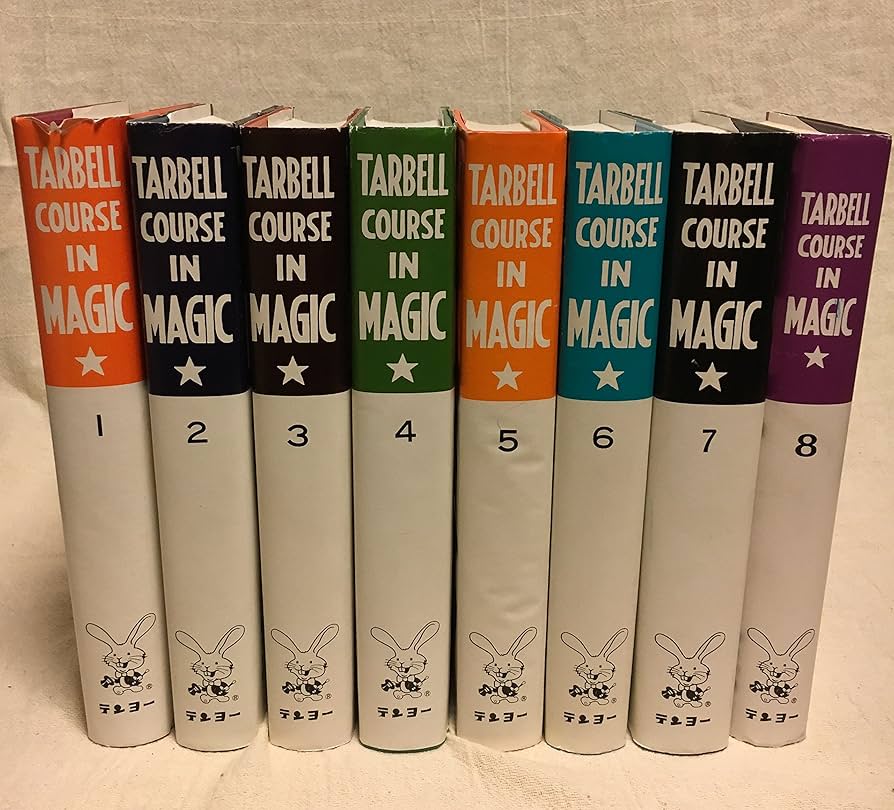 TARBELL
COURSE
IN
MAGIC
1
テンヨー
®
TARBELL
COURSE
IN
MAGIC
2
テンヨー
®
TARBELL
COURSE
IN
MAGIC
3
テンヨー
®
TARBELL
COURSE
IN
MAGIC
4
テンヨー
®
TARBELL
COURSE
IN
MAGIC
5
テンヨー
®
TARBELL
COURSE
IN
MAGIC
6
テンヨー
®
TARBELL
COURSE
IN
MAGIC
7
テンヨー
®
TARBELL
COURSE
IN
MAGIC
8
テンヨー
®